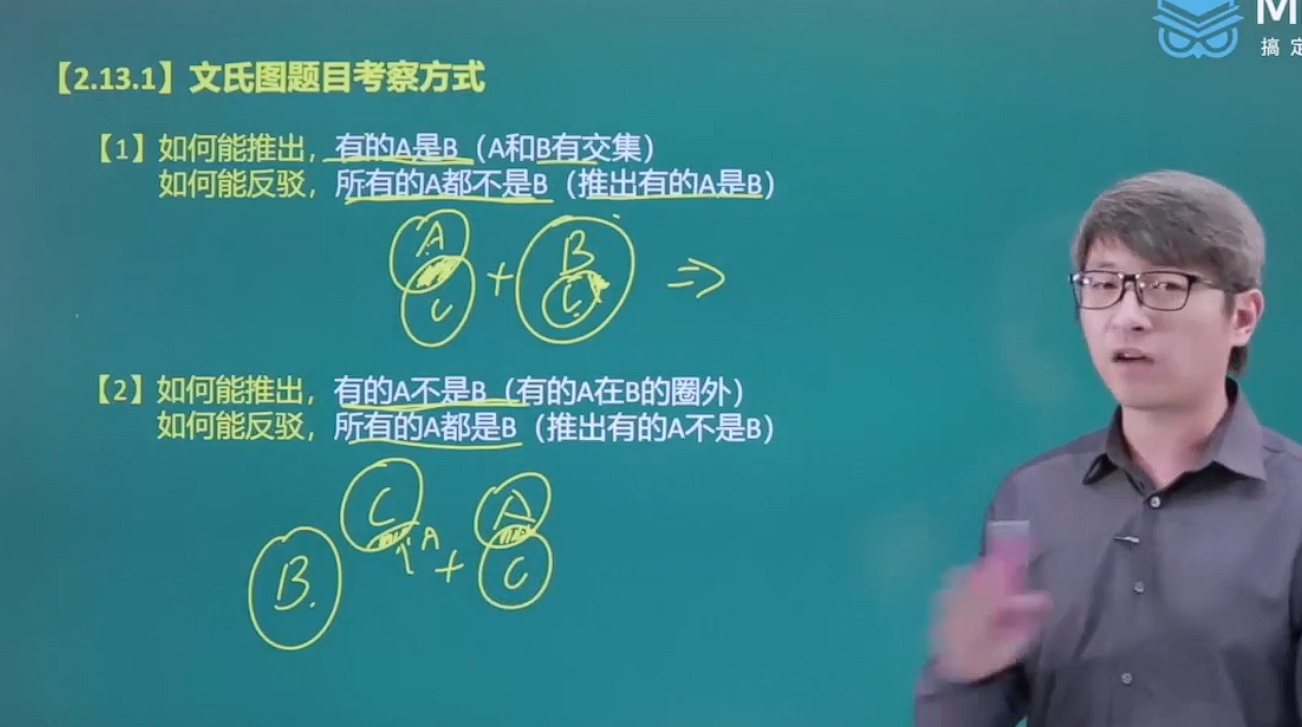 M
搞定
【2.13.1】文氏图题目考察方式
【1】如何能推出，有的A是B（A和B有交集）
如何能反驳，所有的A都不是B（推出有的A是B）
A
C
+
B
C
⇒
【2】如何能推出，有的A不是B（有的A在B的圈外）
如何能反驳，所有的A都是B（推出有的A不是B）
C
B.
↑A
+
A
C